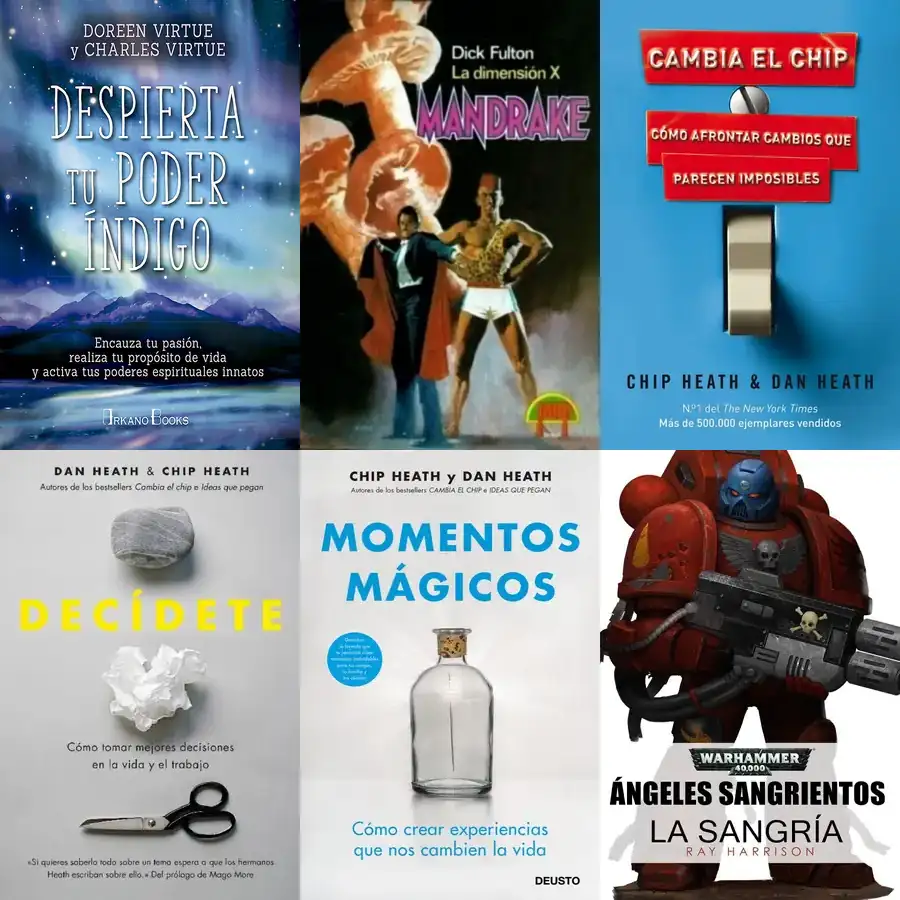 DOREEN VIRTUE
y CHARLES VIRTUE
DESPIERTA
TU PODER
ÍNDIGO
Encauza tu pasión,
realiza tu propósito de vida
y activa tus poderes espirituales innatos
ARKANO BOOKS
Dick Fulton
La dimensión X
MANDRAKE
CAMBIA EL CHIP
CÓMO AFRONTAR CAMBIOS QUE
PARECEN IMPOSIBLES
CHIP HEATH & DAN HEATH
N.º1 del The New York Times
Más de 500.000 ejemplares vendidos
DAN HEATH & CHIP HEATH
Autores de los bestsellers Cambia el chip e Ideas que pegan
DECÍDETE
Cómo tomar mejores decisiones
en la vida y el trabajo
«Si quieres saberlo todo sobre un tema espera a que los hermanos
Heath escriban sobre ello.» Del prólogo de Mago More
CHIP HEATH y DAN HEATH
Autores de los bestsellers CAMBIA EL CHIP e IDEAS QUE PEGAN
MOMENTOS
MÁGICOS
Cómo crear experiencias
que nos cambien la vida
DEUSTO
WARHAMMER
40,000
ÁNGELES SANGRIENTOS
LA SANGRÍA
RAY HARRISON